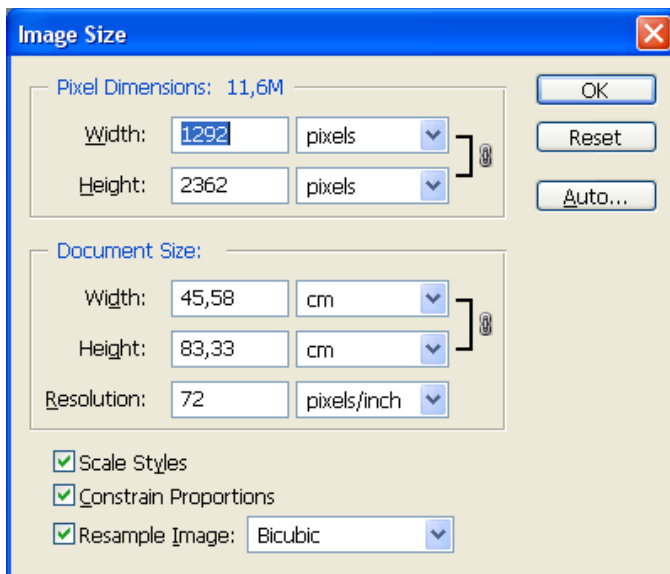 Image Size
Pixel Dimensions: 11,6M
OK
Width: 1292 pixels
Reset
Height: 2362 pixels
Auto...
Document Size:
Width: 45,58 cm
Height: 83,33 cm
Resolution: 72 pixels/inch
Scale Styles
Constrain Proportions
Resample Image: Bicubic